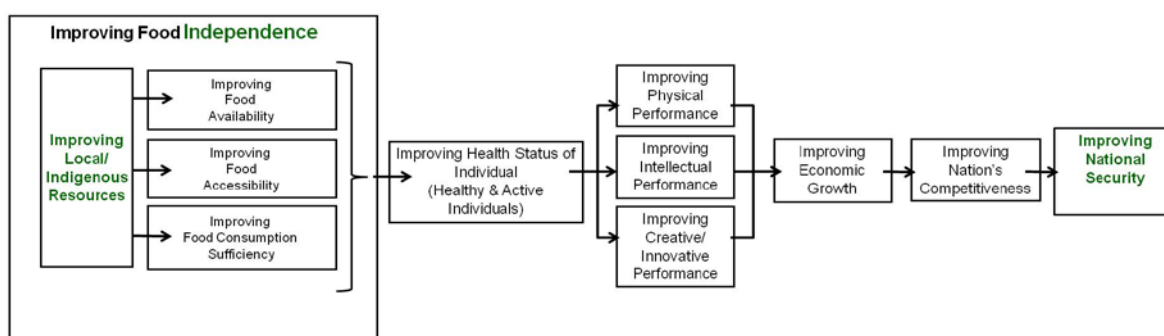 Improving Food Independence
Improving
Local/
Indigenous
Resources
Improving
Food
Availability
Improving
Food
Accessibility
Improving
Food Consumption
Sufficiency
Improving Health Status of
Individual
(Healthy & Active
Individuals)
Improving
Physical
Performance
Improving
Intellectual
Performance
Improving
Creative/
Innovative
Performance
Improving
Economic
Growth
Improving
Nation's
Competitiveness
Improving
National
Security